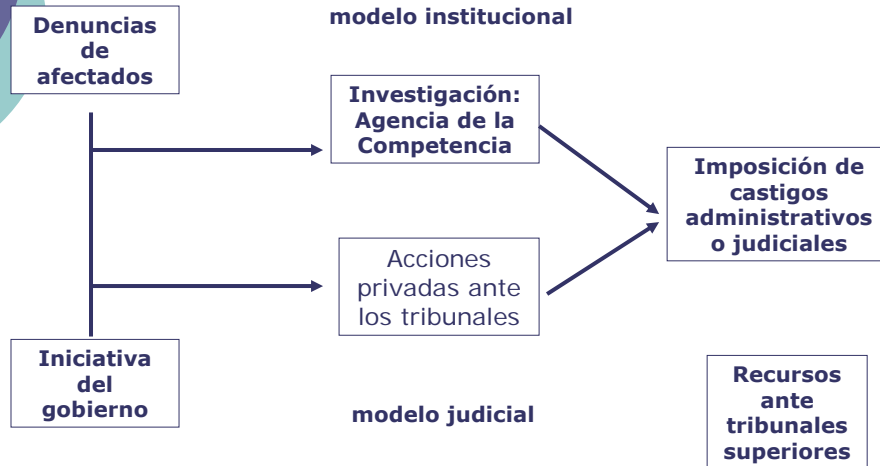 Denuncias
de
afectados
modelo institucional
Investigación:
Agencia de la
Competencia
Imposición de
castigos
administrativos
o judiciales
Acciones
privadas ante
los tribunales
Iniciativa
del
gobierno
modelo judicial
Recursos
ante
tribunales
superiores